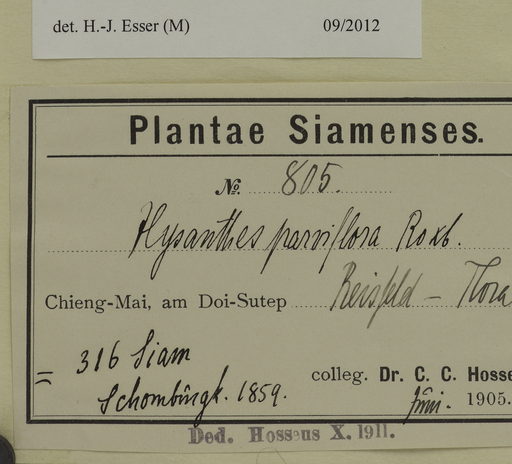 det. H.-J. Esser (M) 09/2012
Plantae Siamenses.
№ 805.
Ilysanthes parviflora Roxb.
Chieng-Mai, am Doi-Sutep Reisfeld – Flora
= 316 Siam
Schomburgk. 1859.
colleg. Dr. C. C. Hosse
Juni. 1905.
Ded. Hosseus X. 1911.